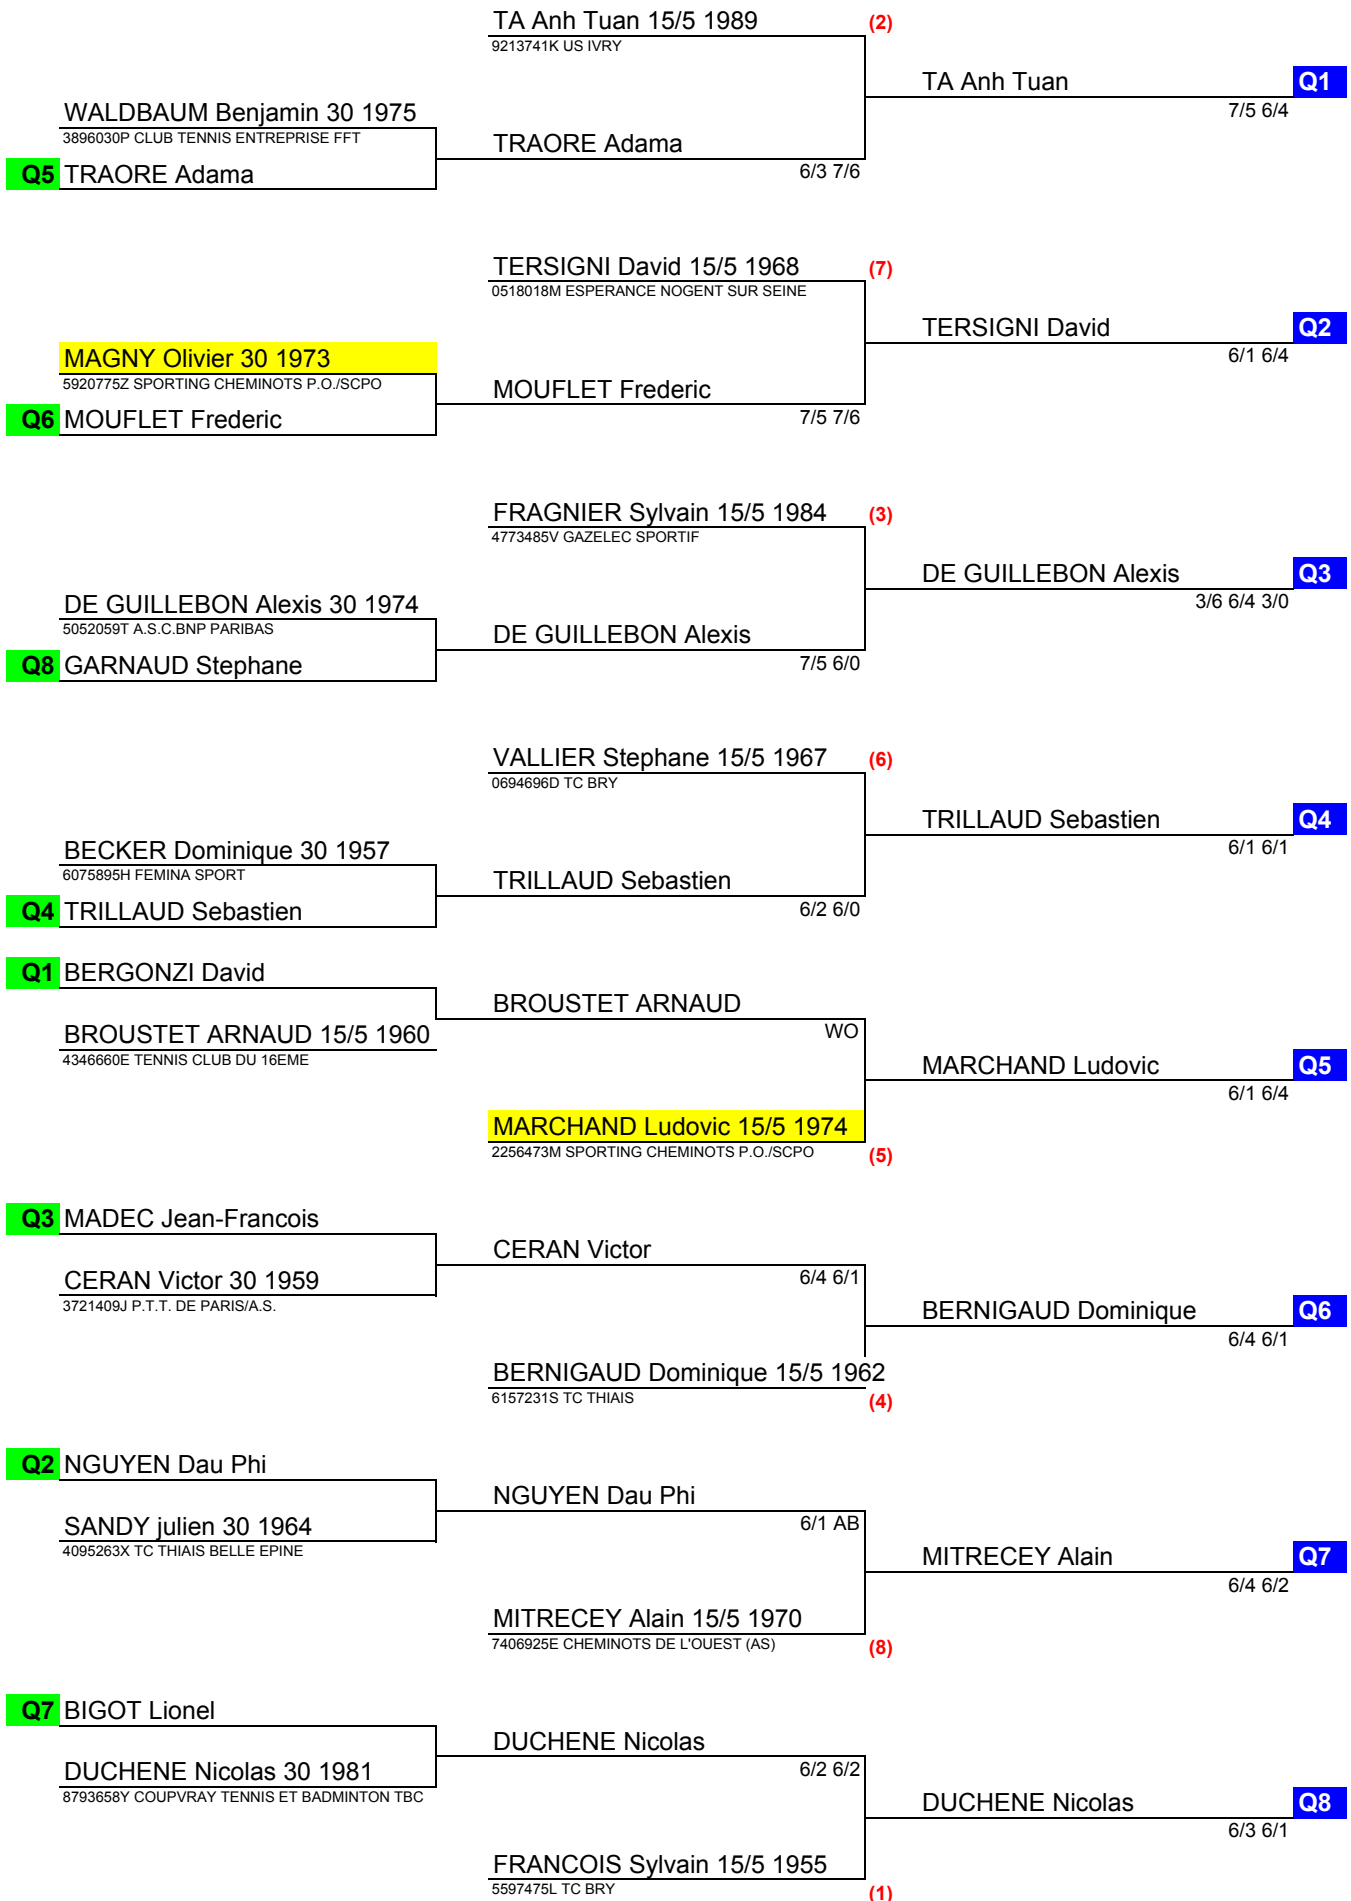 TA Anh Tuan 15/5 1989
(2)
9213741K US IVRY
TA Anh Tuan
Q1
7/5 6/4
WALDBAUM Benjamin 30 1975
3896030P CLUB TENNIS ENTREPRISE FFT
TRAORE Adama
6/3 7/6
Q5 TRAORE Adama
TERSIGNI David 15/5 1968
(7)
0518018M ESPERANCE NOGENT SUR SEINE
TERSIGNI David
Q2
6/1 6/4
MAGNY Olivier 30 1973
5920775Z SPORTING CHEMINOTS P.O./SCPO
MOUFLET Frederic
7/5 7/6
Q6 MOUFLET Frederic
FRAGNIER Sylvain 15/5 1984
(3)
4773485V GAZELEC SPORTIF
DE GUILLEBON Alexis
Q3
3/6 6/4 3/0
DE GUILLEBON Alexis 30 1974
5052059T A.S.C.BNP PARIBAS
DE GUILLEBON Alexis
7/5 6/0
Q8 GARNAUD Stephane
VALLIER Stephane 15/5 1967
(6)
0694696D TC BRY
TRILLAUD Sebastien
Q4
6/1 6/1
BECKER Dominique 30 1957
6075895H FEMINA SPORT
TRILLAUD Sebastien
6/2 6/0
Q4 TRILLAUD Sebastien
Q1 BERGONZI David
BROUSTET ARNAUD
WO
BROUSTET ARNAUD 15/5 1960
4346660E TENNIS CLUB DU 16EME
MARCHAND Ludovic
Q5
6/1 6/4
MARCHAND Ludovic 15/5 1974
2256473M SPORTING CHEMINOTS P.O./SCPO
(5)
Q3 MADEC Jean-Francois
CERAN Victor
6/4 6/1
CERAN Victor 30 1959
3721409J P.T.T. DE PARIS/A.S.
BERNIGAUD Dominique
Q6
6/4 6/1
BERNIGAUD Dominique 15/5 1962
6157231S TC THIAIS
(4)
Q2 NGUYEN Dau Phi
NGUYEN Dau Phi
6/1 AB
SANDY julien 30 1964
4095263X TC THIAIS BELLE EPINE
MITRECEY Alain
Q7
6/4 6/2
MITRECEY Alain 15/5 1970
7406925E CHEMINOTS DE L'OUEST (AS)
(8)
Q7 BIGOT Lionel
DUCHENE Nicolas
6/2 6/2
DUCHENE Nicolas 30 1981
8793658Y COUPVRAY TENNIS ET BADMINTON TBC
DUCHENE Nicolas
Q8
6/3 6/1
FRANCOIS Sylvain 15/5 1955
5597475L TC BRY
(1)